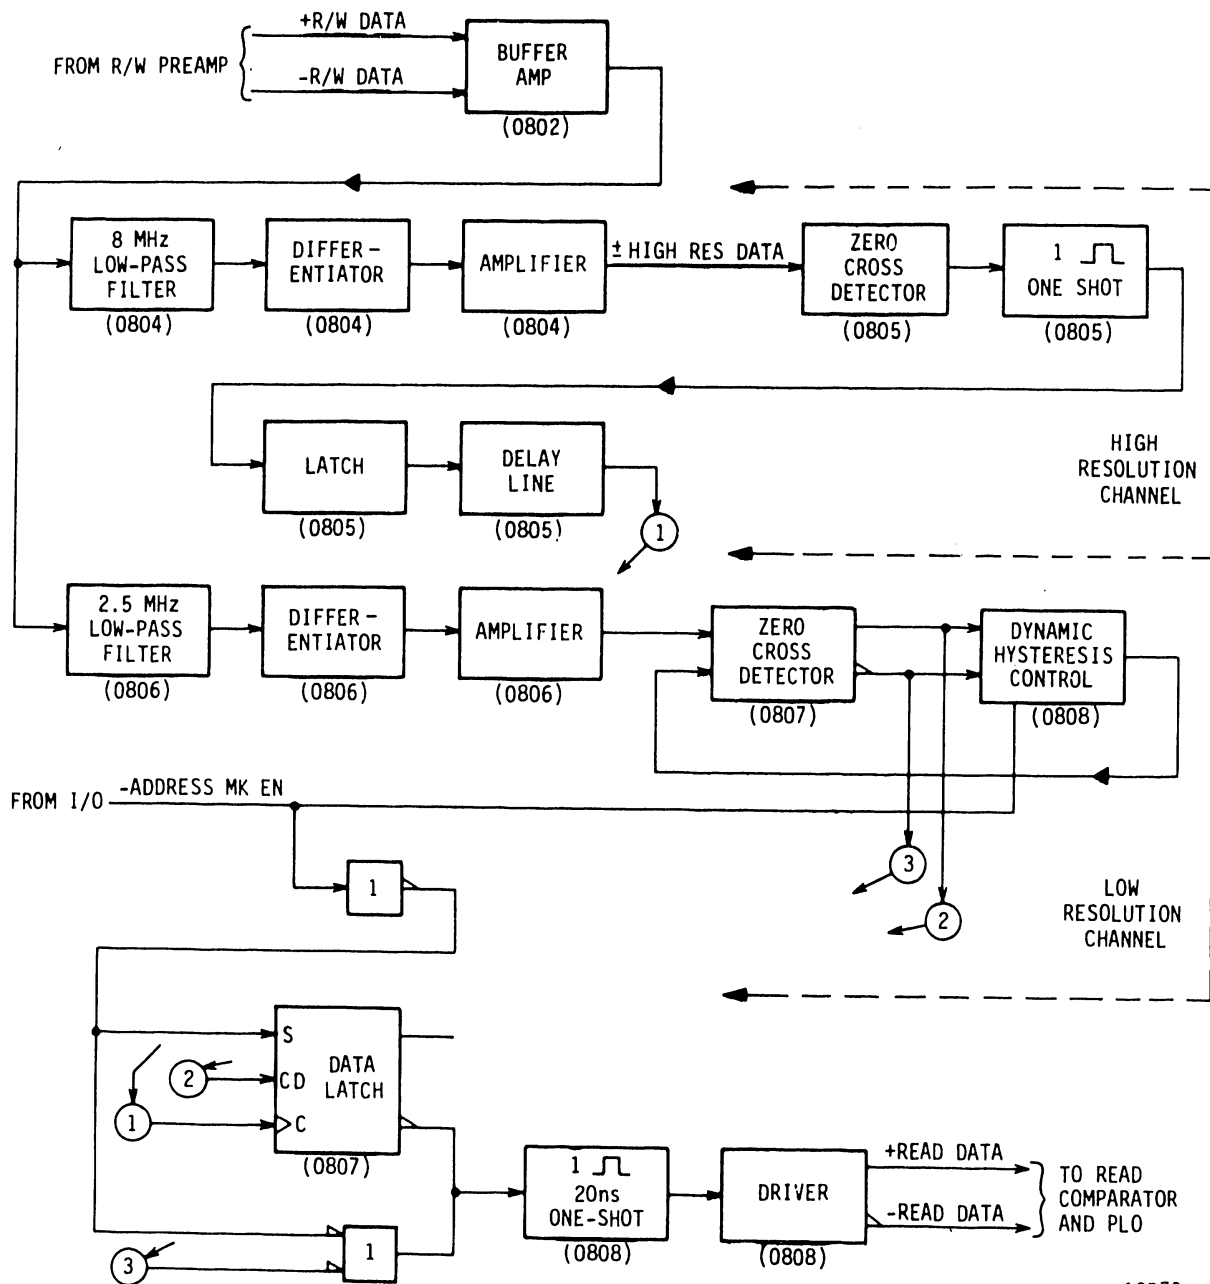 +R/W DATA
FROM R/W PREAMP
-R/W DATA
BUFFER
AMP
(0802)
8 MHz
LOW-PASS
FILTER
(0804)
DIFFER-
ENTIATOR
(0804)
AMPLIFIER
(0804)
± HIGH RES DATA
ZERO
CROSS
DETECTOR
(0805)
1
ONE SHOT
(0805)
LATCH
(0805)
DELAY
LINE
(0805)
1
HIGH
RESOLUTION
CHANNEL
2.5 MHz
LOW-PASS
FILTER
(0806)
DIFFER-
ENTIATOR
(0806)
AMPLIFIER
(0806)
ZERO
CROSS
DETECTOR
(0807)
DYNAMIC
HYSTERESIS
CONTROL
(0808)
FROM I/O
-ADDRESS MK EN
1
3
2
LOW
RESOLUTION
CHANNEL
S
DATA
LATCH
2
CD
1
C
(0807)
1
20ns
ONE-SHOT
(0808)
DRIVER
(0808)
+READ DATA
-READ DATA
TO READ
COMPARATOR
AND PLO
3
1